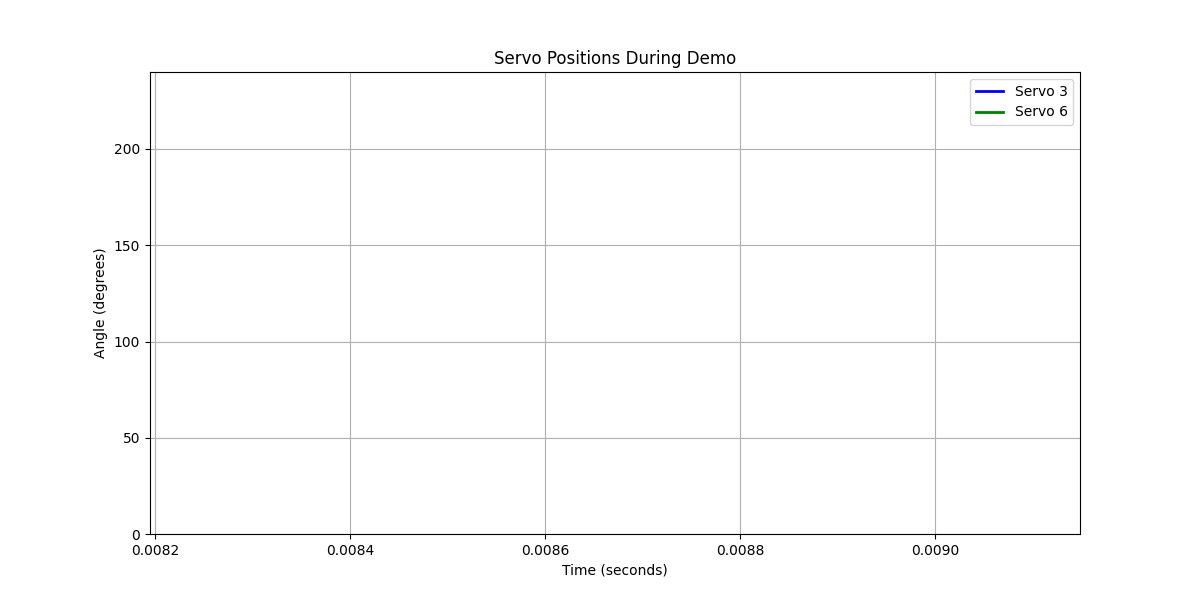 Servo Positions During Demo
Servo 3
Servo 6
200
150
100
50
0
Angle (degrees)
0.0082 0.0084 0.0086 0.0088 0.0090
Time (seconds)